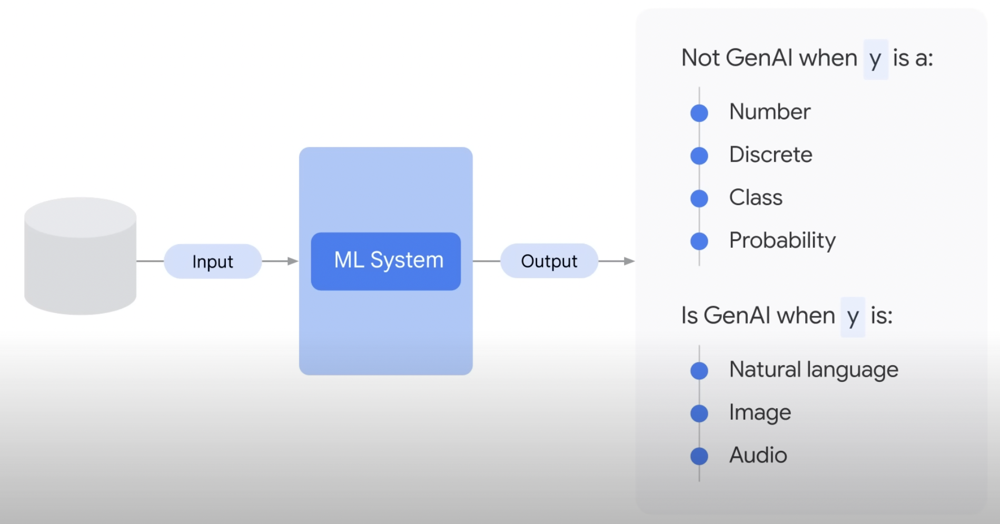 Input
ML System
Output
Not GenAI when y is a:
Number
Discrete
Class
Probability
Is GenAI when y is:
Natural language
Image
Audio